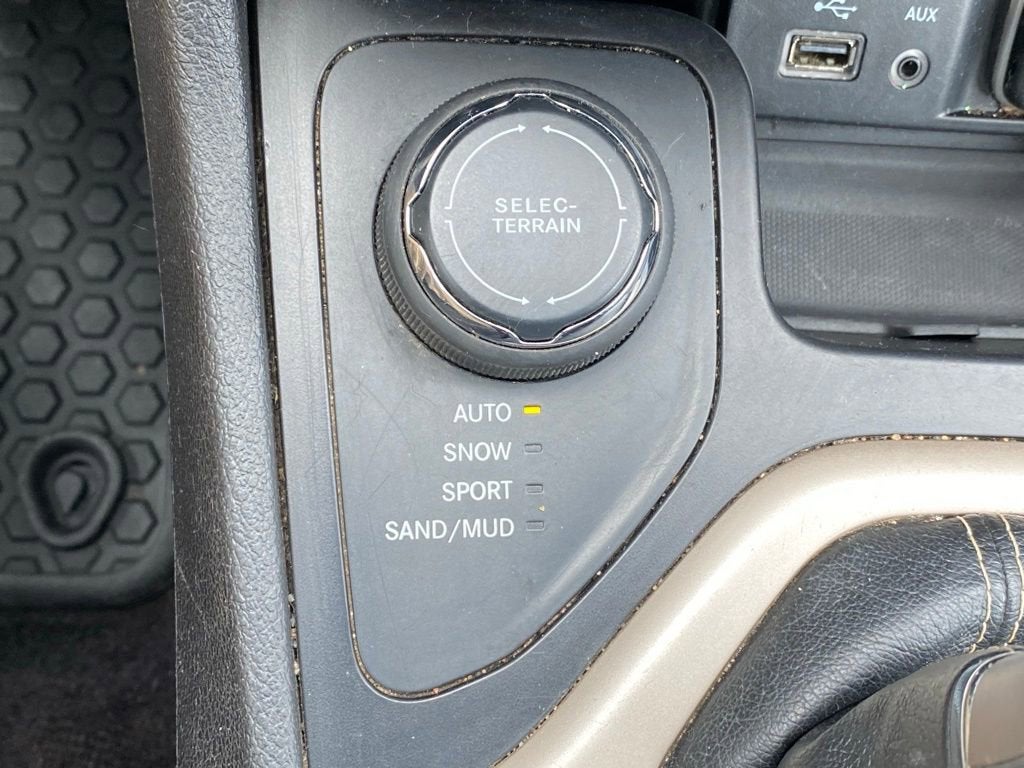 AUX
SELEC-
TERRAIN
AUTO
SNOW
SPORT
SAND/MUD